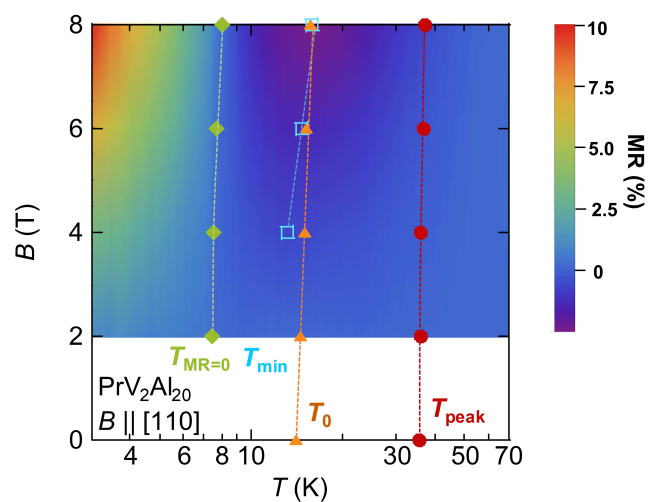 8
6
4
2
0
B (T)
4
6
8
10
30
50
70
T (K)
T_MR=0
T_min
T_0
T_peak
PrV₂Al₂₀
B || [110]
10
7.5
5.0
2.5
0
MR (%)